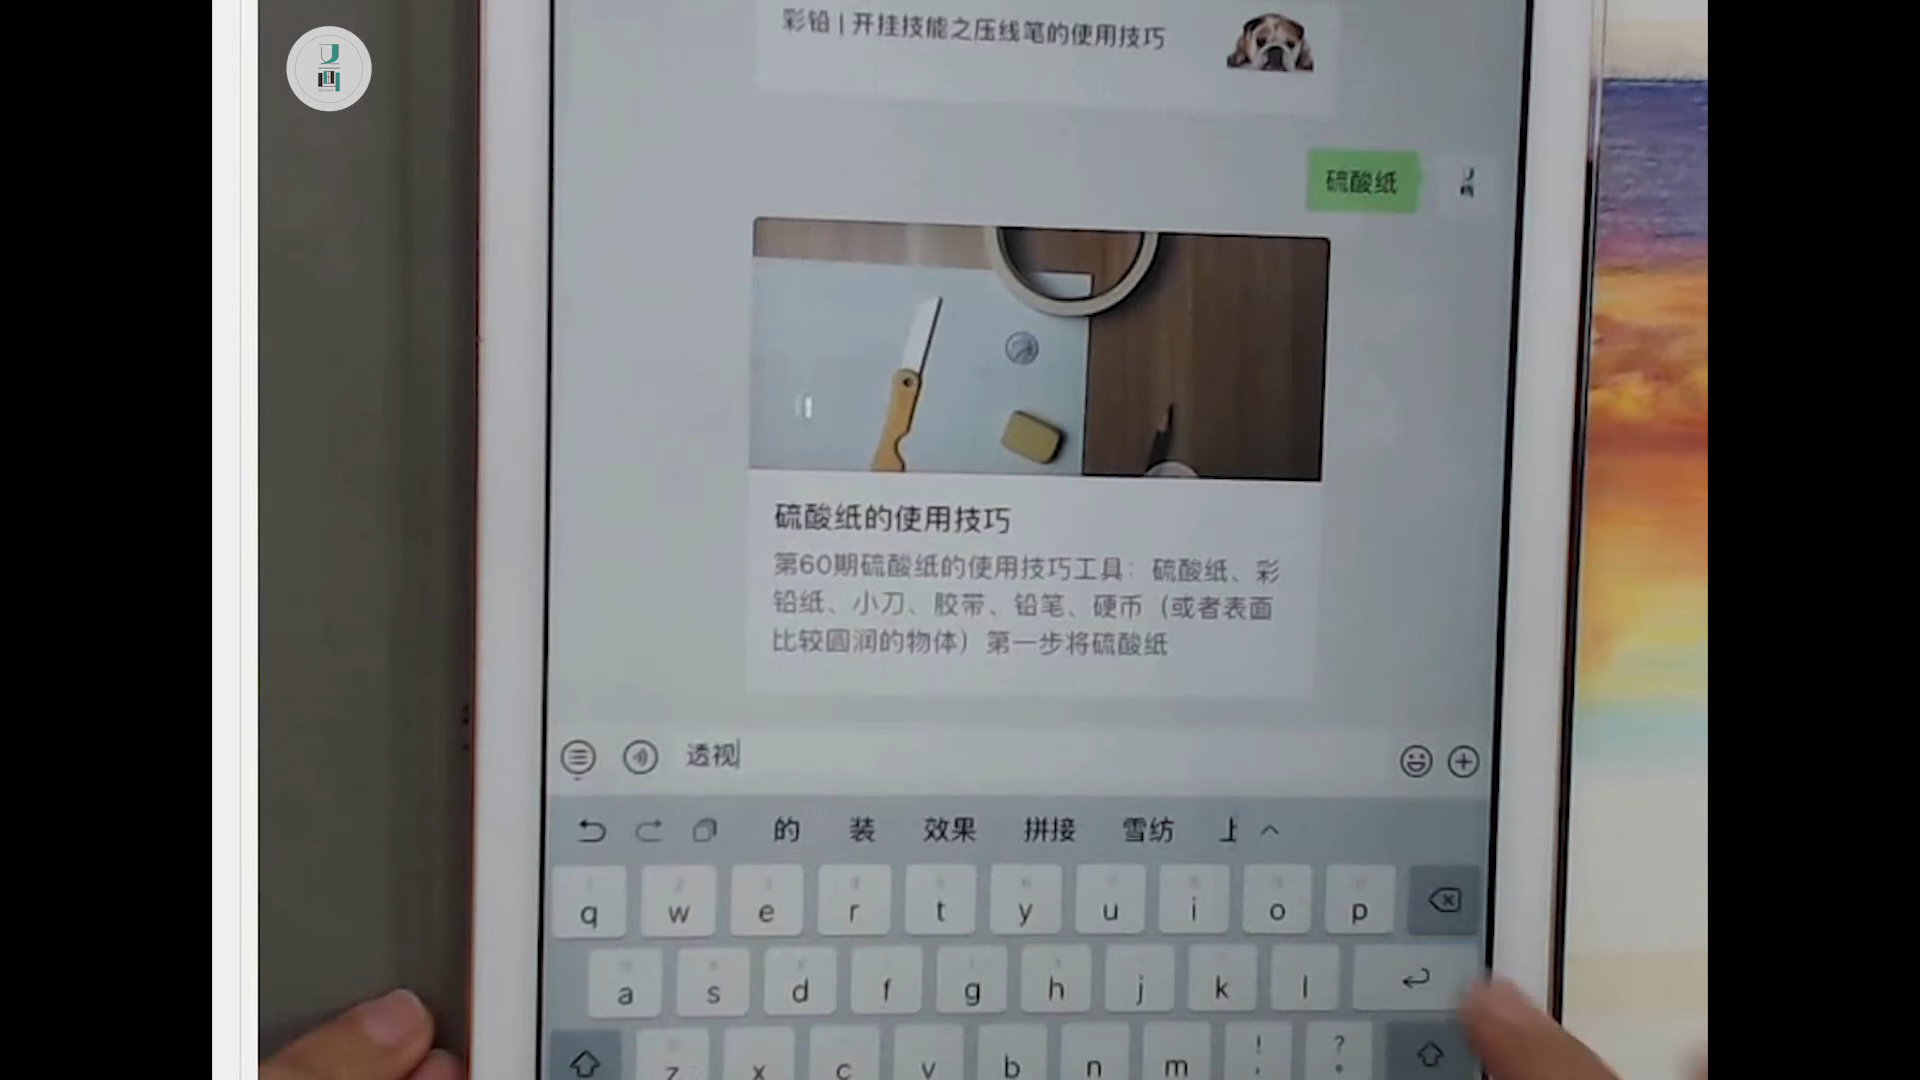 彩铅 | 开挂技能之压线笔的使用技巧
硫酸纸
硫酸纸的使用技巧
第60期硫酸纸的使用技巧工具：硫酸纸、彩
铅纸、小刀、胶带、铅笔、硬币（或者表面
比较圆润的物体）第一步将硫酸纸
透视
的 装 效果 拼接 雪纺 上
q w e r t y u i o p
a s d f g h j k l
z x c v b n m ! , ? 。